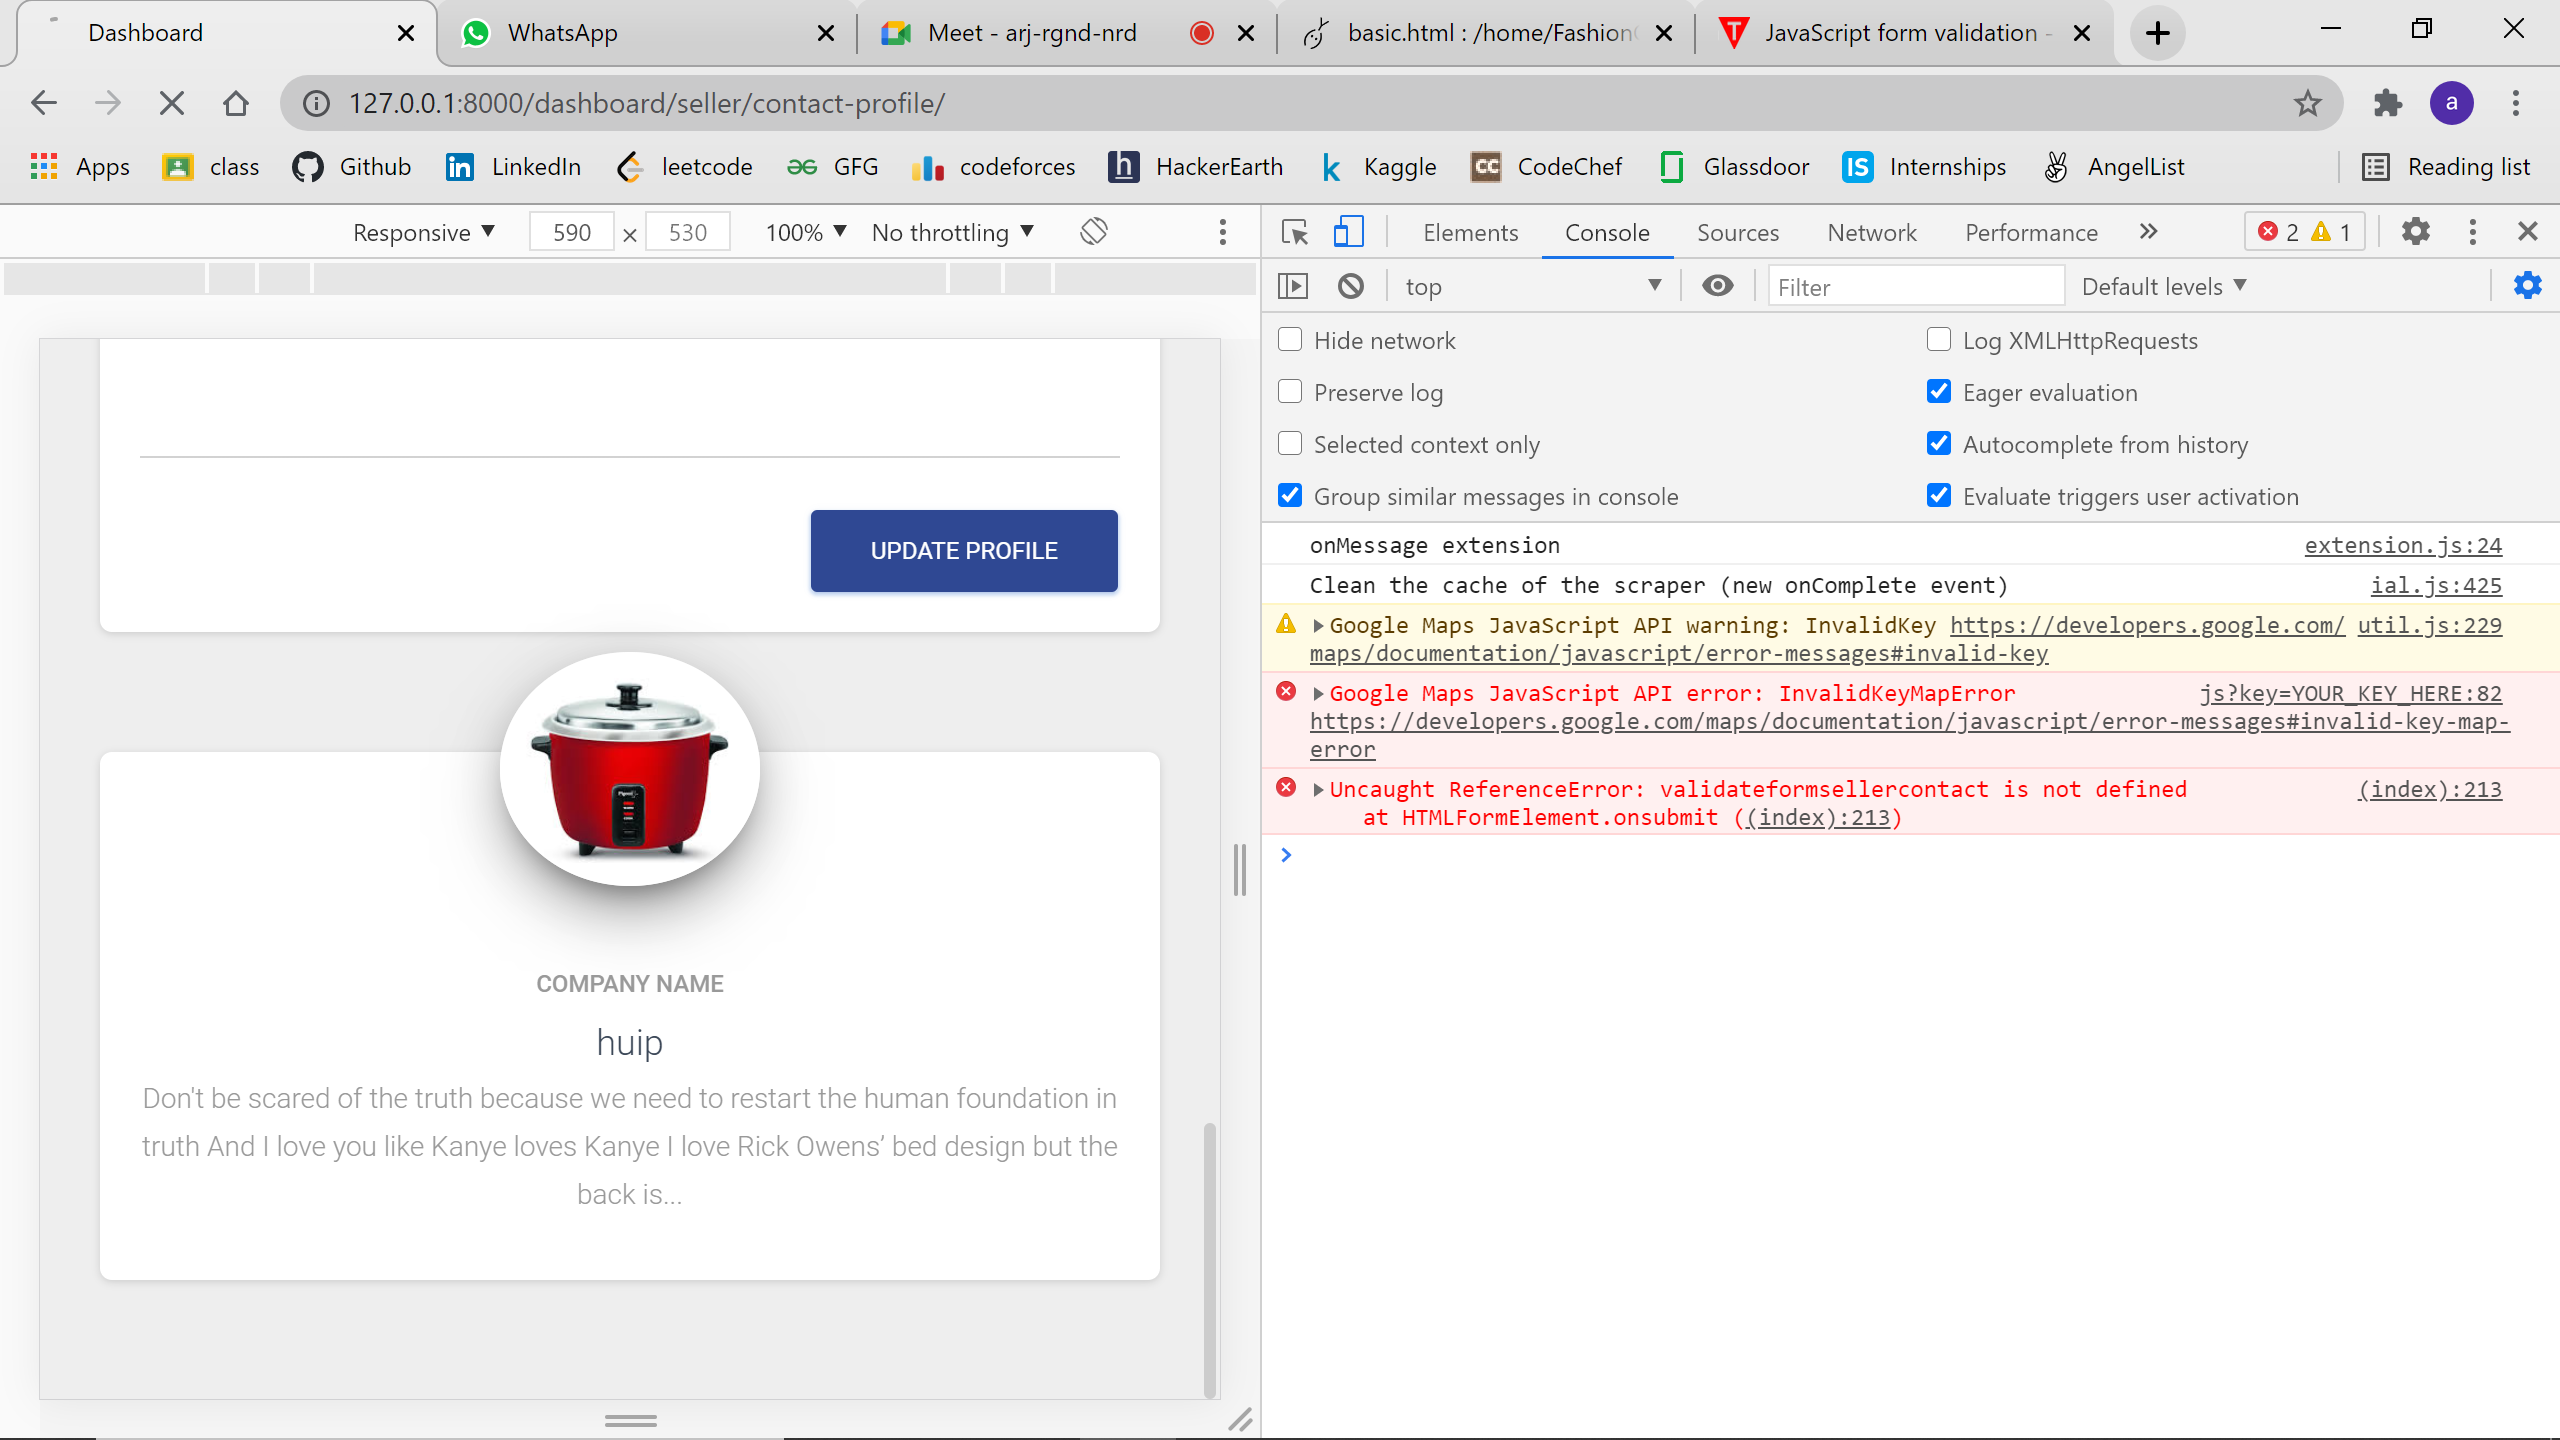 Dashboard
WhatsApp
Meet - arj-rgnd-nrd
basic.html : /home/Fashion
JavaScript form validation -
127.0.0.1:8000/dashboard/seller/contact-profile/
a
Apps
class
Github
LinkedIn
leetcode
GFG
codeforces
HackerEarth
Kaggle
CodeChef
Glassdoor
Internships
AngelList
Reading list
Responsive
590 × 530
100%
No throttling
Elements
Console
Sources
Network
Performance
2
1
top
Filter
Default levels
Hide network
Log XMLHttpRequests
Preserve log
Eager evaluation
Selected context only
Autocomplete from history
Group similar messages in console
Evaluate triggers user activation
onMessage extension extension.js:24
Clean the cache of the scraper (new onComplete event) ial.js:425
Google Maps JavaScript API warning: InvalidKey https://developers.google.com/ util.js:229
maps/documentation/javascript/error-messages#invalid-key
Google Maps JavaScript API error: InvalidKeyMapError js?key=YOUR_KEY_HERE:82
https://developers.google.com/maps/documentation/javascript/error-messages#invalid-key-map-
error
Uncaught ReferenceError: validateformsellercontact is not defined (index):213
at HTMLFormElement.onsubmit ((index):213)
UPDATE PROFILE
COMPANY NAME
huip
Don't be scared of the truth because we need to restart the human foundation in
truth And I love you like Kanye loves Kanye I love Rick Owens’ bed design but the
back is...